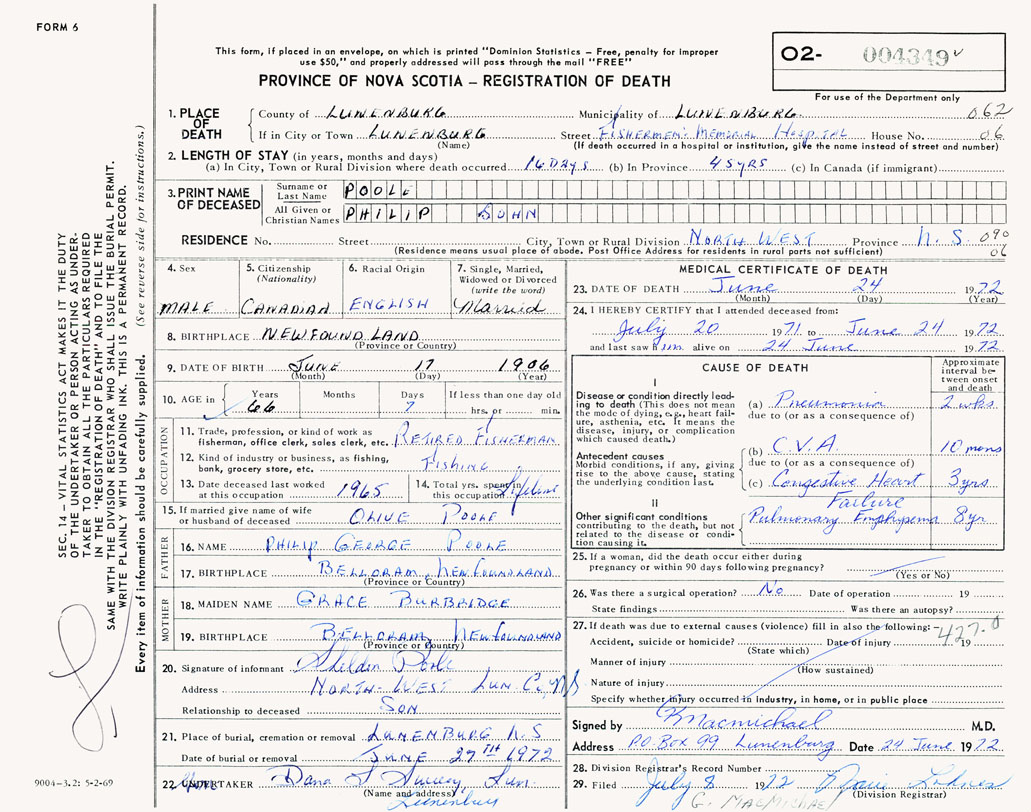 FORM 6
This form, if placed in an envelope, on which is printed "Dominion Statistics — Free, penalty for improper
use $50," and properly addressed will pass through the mail "FREE"
PROVINCE OF NOVA SCOTIA – REGISTRATION OF DEATH
02- 004349
For use of the Department only
1. PLACE OF DEATH County of LUNENBURG Municipality of LUNENBURG 062
If in City or Town LUNENBURG Street FISHERMEN'S MEMORIAL HOSPITAL House No. 06
(Name) (If death occurred in a hospital or institution, give the name instead of street and number)
2. LENGTH OF STAY (in years, months and days)
(a) In City, Town or Rural Division where death occurred 16 DAYS (b) In Province 45 YRS (c) In Canada (if immigrant)
3. PRINT NAME OF DECEASED Surname or Last Name POOLE
All Given or Christian Names PHILIP JOHN
RESIDENCE No. Street City, Town or Rural Division NORTH WEST Province N.S. 090
(Residence means usual place of abode. Post Office Address for residents in rural parts not sufficient) 06
4. Sex 5. Citizenship (Nationality) 6. Racial Origin 7. Single, Married, Widowed or Divorced (write the word)
MALE CANADIAN ENGLISH Married
8. BIRTHPLACE NEWFOUNDLAND
(Province or Country)
9. DATE OF BIRTH JUNE 17 1906
(Month) (Day) (Year)
10. AGE in Years Months Days If less than one day old
66 7 hrs. or min.
OCCUPATION
11. Trade, profession or kind of work as
fisherman, office clerk, sales clerk, etc. RETIRED FISHERMAN
12. Kind of industry or business, as fishing,
bank, grocery store, etc. FISHING
13. Date deceased last worked
at this occupation 1965
14. Total yrs. spent in
this occupation
15. If married give name of wife
or husband of deceased OLIVE POOLE
FATHER
16. NAME PHILIP GEORGE POOLE
17. BIRTHPLACE BELLORAM, NEWFOUNDLAND
(Province or Country)
MOTHER
18. MAIDEN NAME GRACE BURBRIDGE
19. BIRTHPLACE BELLORAM, NEWFOUNDLAND
(Province or Country)
20. Signature of informant Sheldon Poole
Address NORTH-WEST LUN. Co, NS
Relationship to deceased SON
21. Place of burial, cremation or removal LUNENBURG N.S
Date of burial or removal JUNE 27TH 1972
22. UNDERTAKER Dana
(Name and address) Lunenburg
MEDICAL CERTIFICATE OF DEATH
23. DATE OF DEATH June 24 1972
(Month) (Day) (Year)
24. I HEREBY CERTIFY that I attended deceased from:
July 20 1971 to June 24 1972
and last saw him alive on 24 June 1972
CAUSE OF DEATH
Approximate interval between onset and death
I
Disease or condition directly leading to death (This does not mean the mode of dying, e.g., heart failure, asthenia, etc. It means the disease, injury, or complication which caused death.)
(a) Pneumonia 2 wks
due to (or as a consequence of)
Antecedent causes
Morbid conditions, if any, giving rise to the above cause, stating the underlying condition last.
(b) C.V.A. 10 mons
due to (or as a consequence of)
(c) Congestive Heart Failure 3 yrs
II
Other significant conditions
contributing to the death, but not related to the disease or condition causing it.
Pulmonary Emphysema 8 yr
25. If a woman, did the death occur either during
pregnancy or within 90 days following pregnancy?
(Yes or No)
26. Was there a surgical operation? No Date of operation 19
State findings Was there an autopsy?
27. If death was due to external causes (violence) fill in also the following:– 427.0
Accident, suicide or homicide? Date of injury 19
(State which)
Manner of injury
(How sustained)
Nature of injury
Specify whether injury occurred in industry, in home, or in public place
Signed by Macmichael M.D.
Address P.O. Box 99 Lunenburg Date 24 June 1972
28. Division Registrar's Record Number
29. Filed July 8 1972
(Division Registrar)
G. MACMICHAEL
SEC. 14 – VITAL STATISTICS ACT MAKES IT THE DUTY
OF THE UNDERTAKER OR PERSON ACTING AS UNDER-
TAKER TO OBTAIN ALL THE PARTICULARS REQUIRED
IN THE "REGISTRATION OF DEATH" AND TO FILE THE
SAME WITH THE DIVISION REGISTRAR WHO SHALL ISSUE THE BURIAL PERMIT.
WRITE PLAINLY WITH UNFADING INK. THIS IS A PERMANENT RECORD.
Every item of information should be carefully supplied. (See reverse side for instructions.)
9004–3.2: 5-2-69